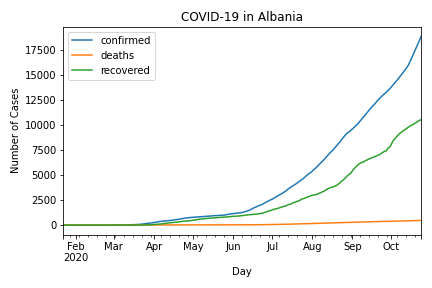 COVID-19 in Albania
confirmed
deaths
recovered
17500
15000
12500
10000
7500
5000
2500
0
Number of Cases
Feb Mar Apr May Jun Jul Aug Sep Oct
2020
Day